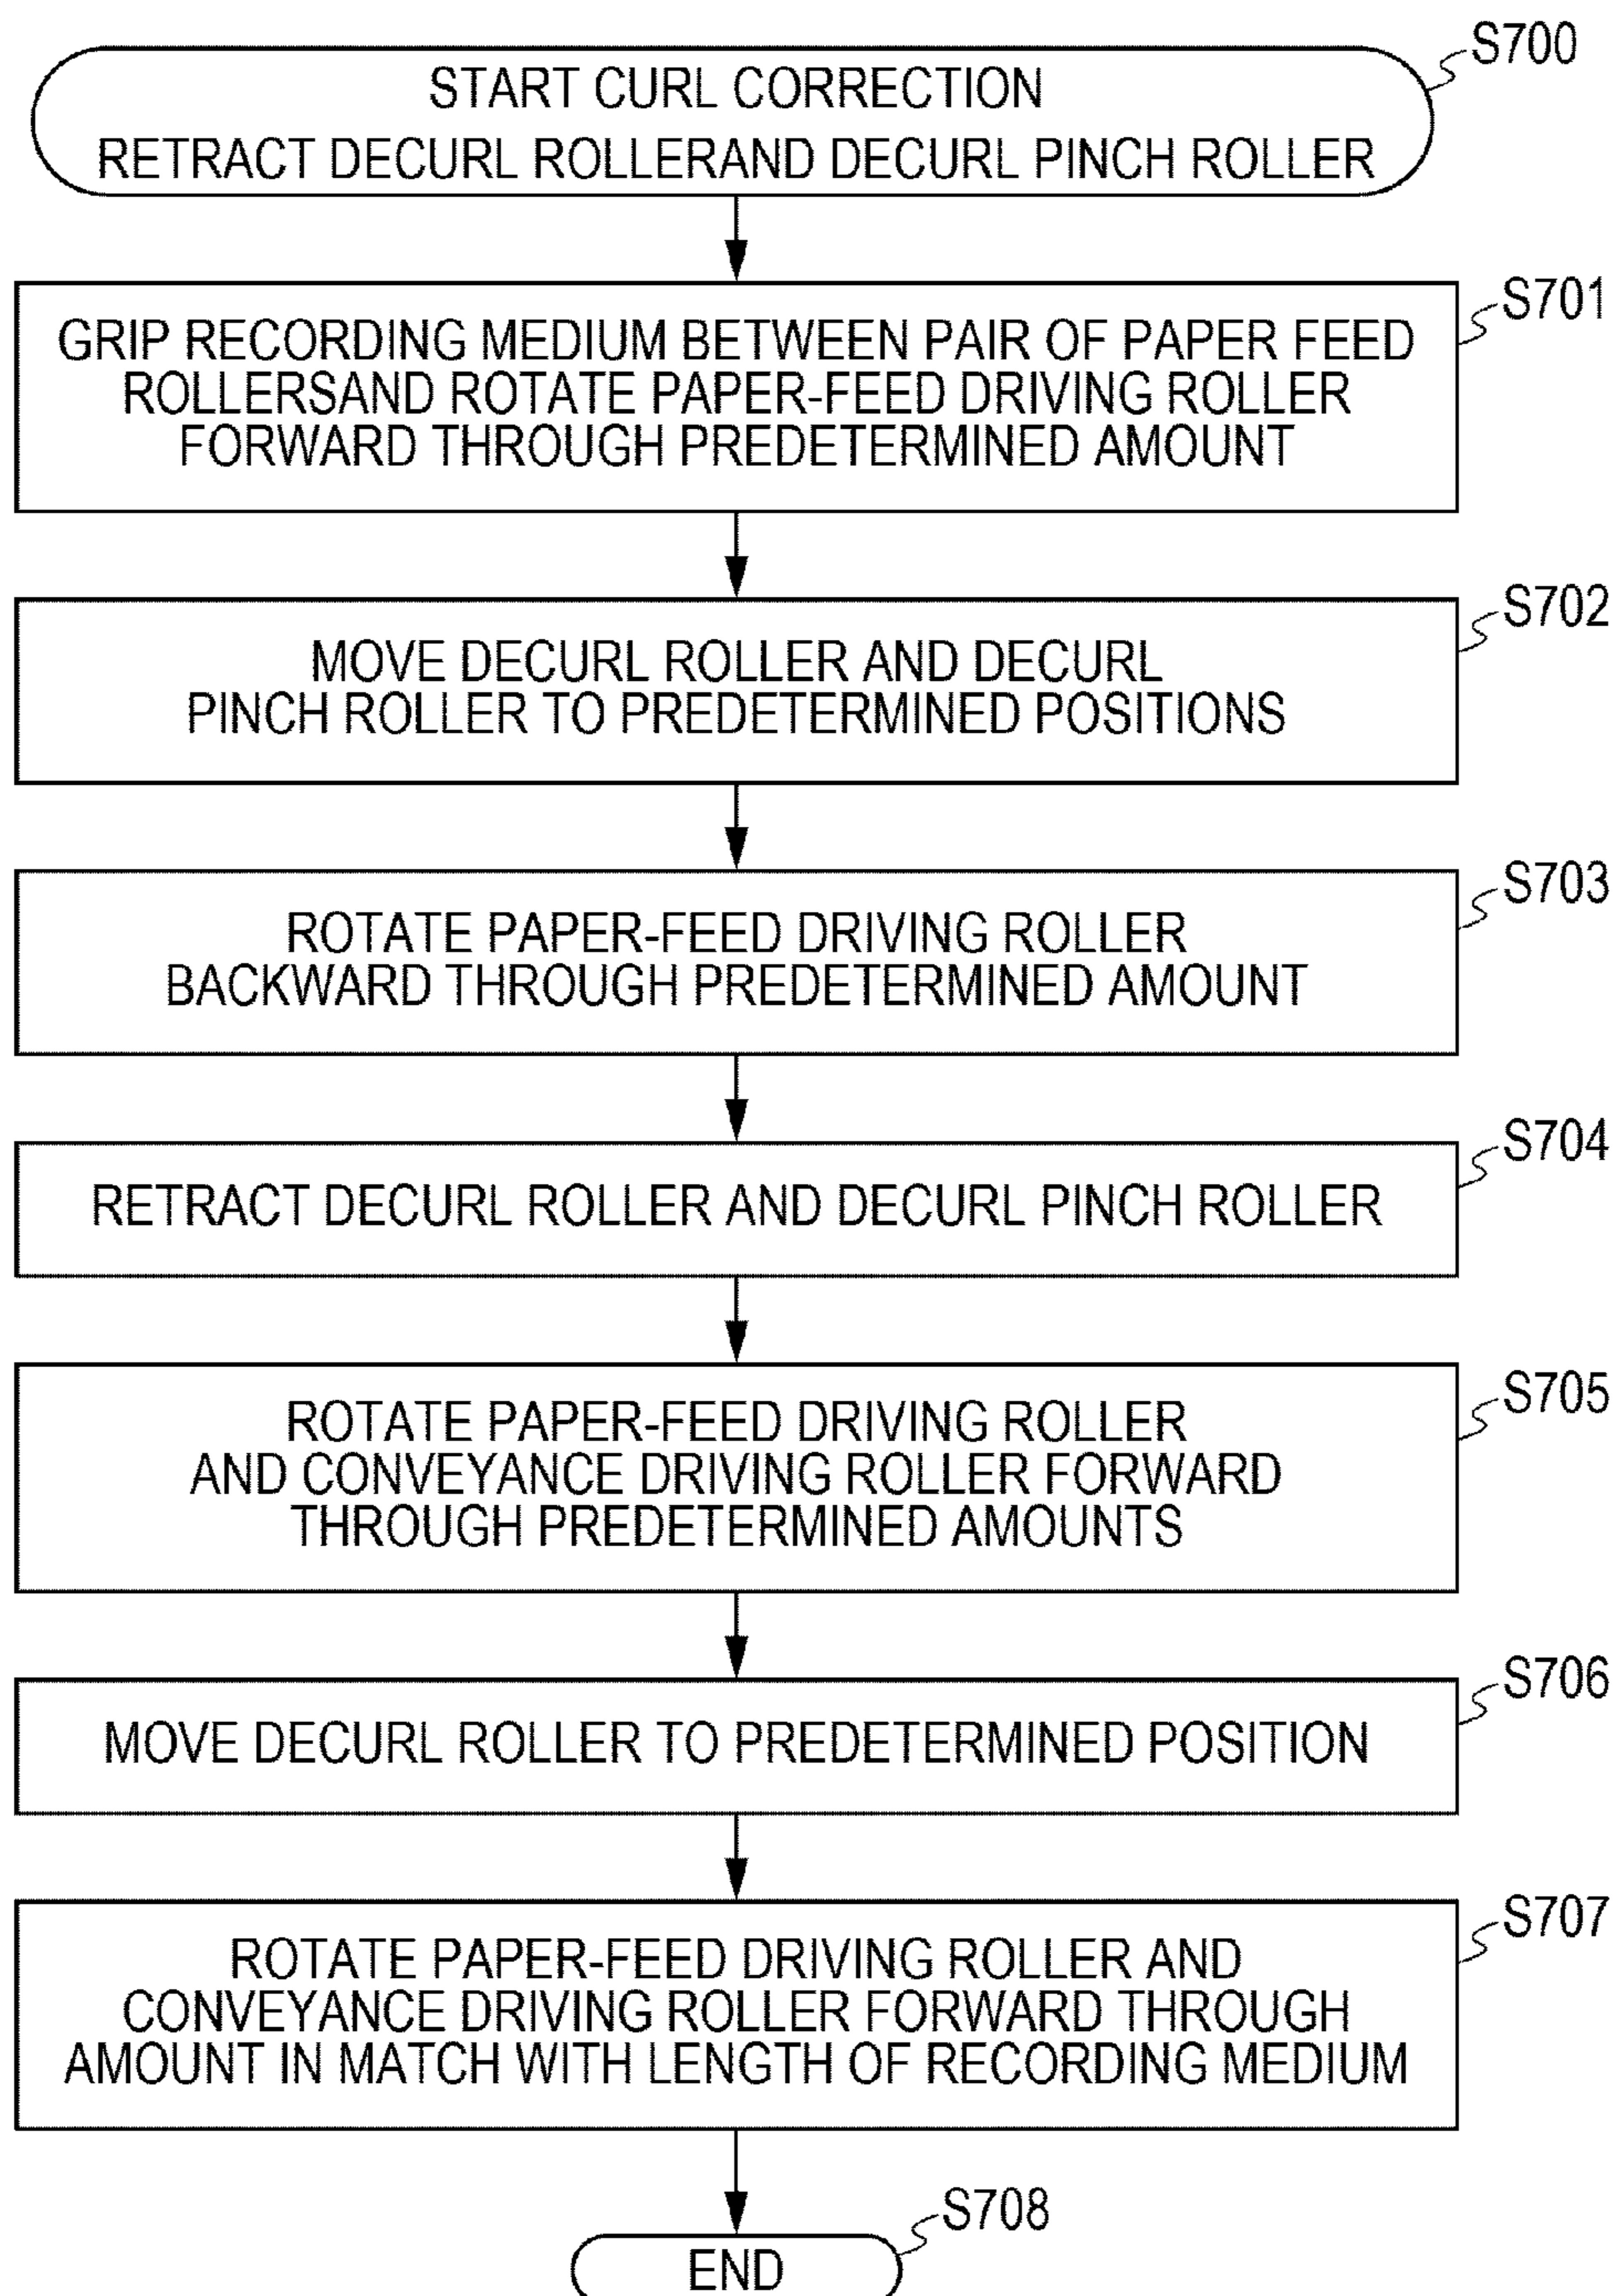 S700
START CURL CORRECTION
RETRACT DECURL ROLLERAND DECURL PINCH ROLLER
S701
GRIP RECORDING MEDIUM BETWEEN PAIR OF PAPER FEED
ROLLERSAND ROTATE PAPER-FEED DRIVING ROLLER
FORWARD THROUGH PREDETERMINED AMOUNT
S702
MOVE DECURL ROLLER AND DECURL
PINCH ROLLER TO PREDETERMINED POSITIONS
S703
ROTATE PAPER-FEED DRIVING ROLLER
BACKWARD THROUGH PREDETERMINED AMOUNT
S704
RETRACT DECURL ROLLER AND DECURL PINCH ROLLER
S705
ROTATE PAPER-FEED DRIVING ROLLER
AND CONVEYANCE DRIVING ROLLER FORWARD
THROUGH PREDETERMINED AMOUNTS
S706
MOVE DECURL ROLLER TO PREDETERMINED POSITION
S707
ROTATE PAPER-FEED DRIVING ROLLER AND
CONVEYANCE DRIVING ROLLER FORWARD THROUGH
AMOUNT IN MATCH WITH LENGTH OF RECORDING MEDIUM
S708
END